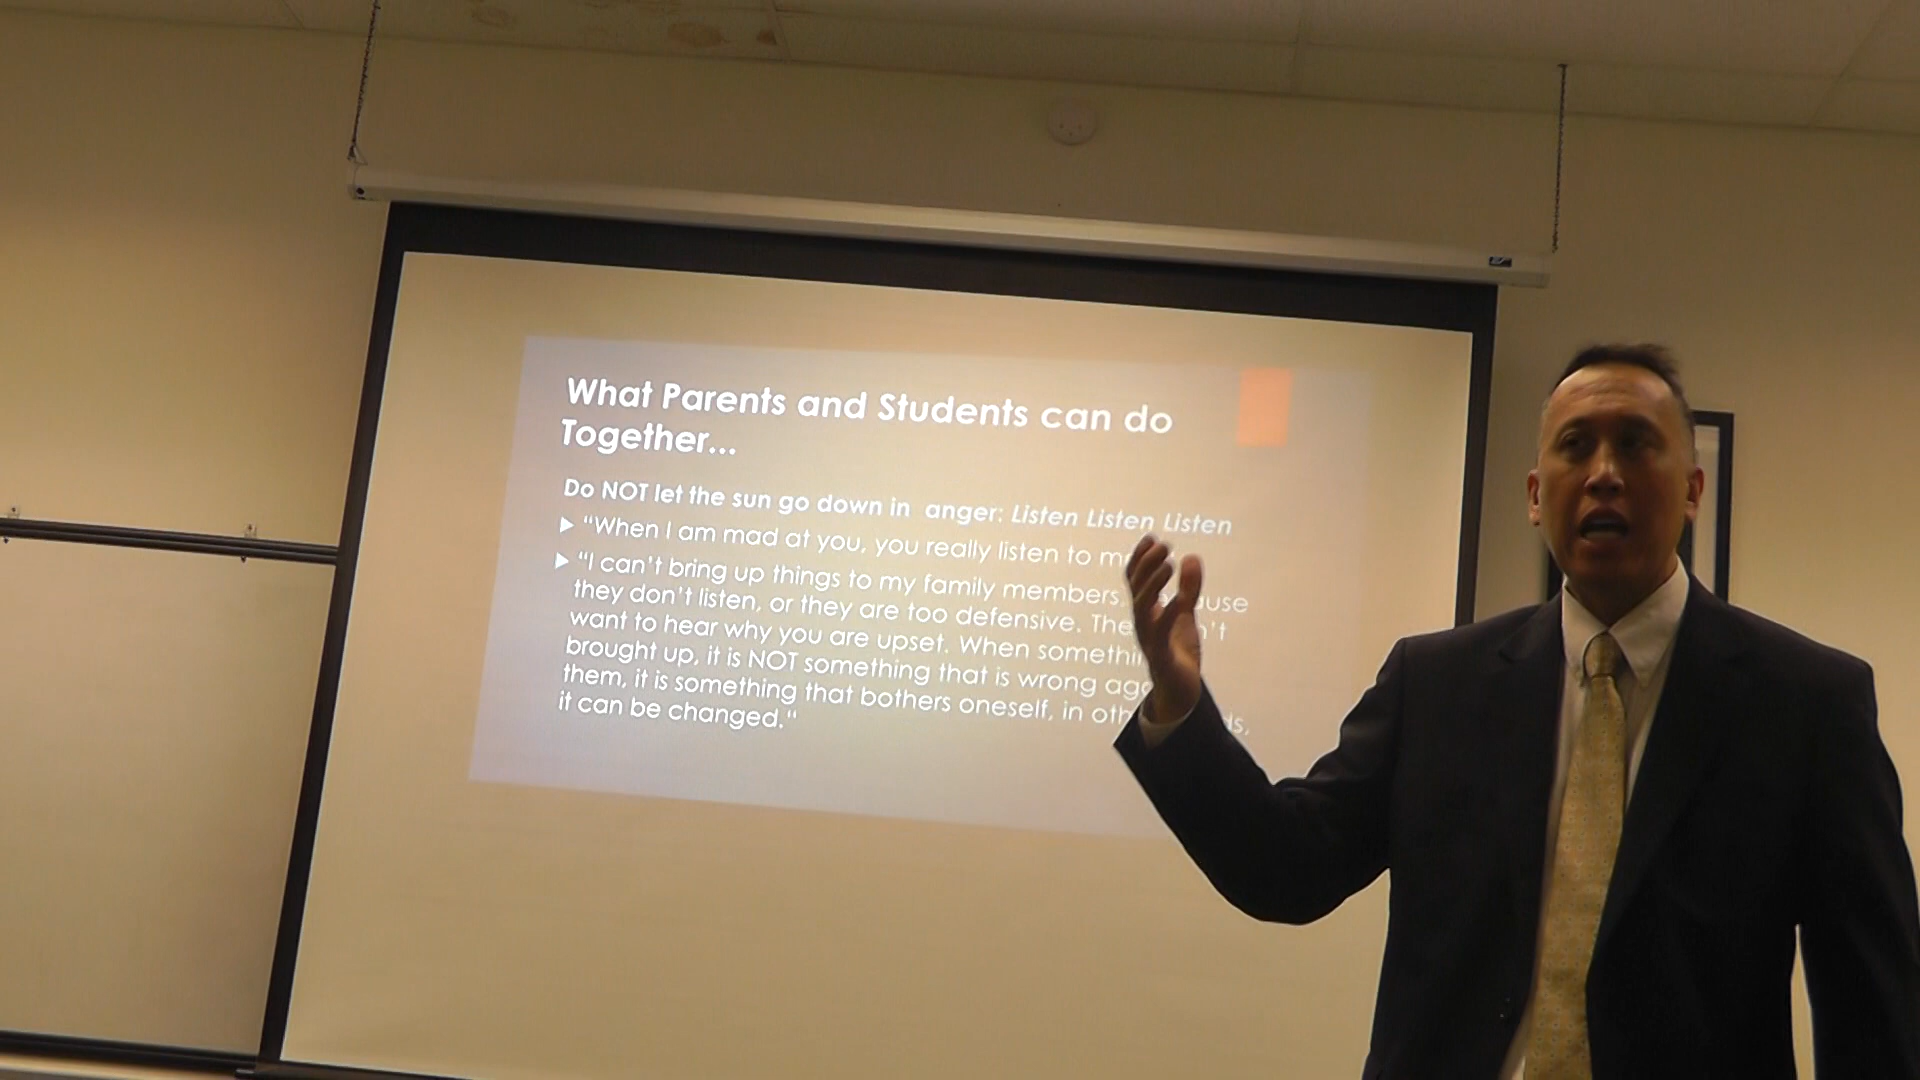 What Parents and Students can do
Together...
Do NOT let the sun go down in anger: Listen Listen Listen
"When I am mad at you, you really listen to
"I can't bring up things to my family members,
they don't listen, or they are too defensive.
want to hear why you are upset. When
brought up, it is NOT something that is wrong
them, it is something that bothers oneself, in
it can be changed."